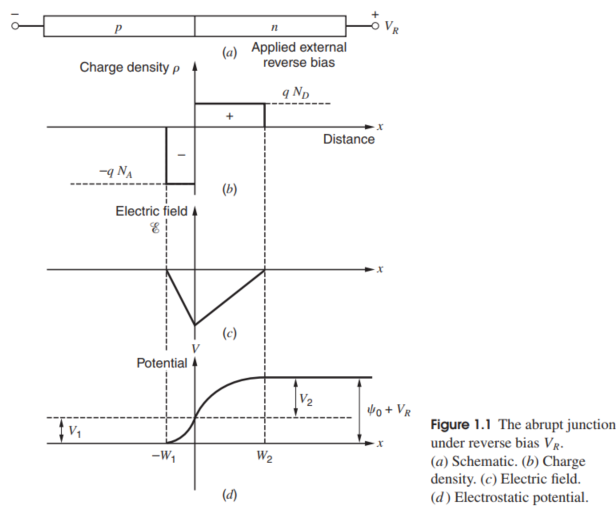 − +
p n V_R
(a) Applied external
reverse bias
Charge density ρ
q N_D
+
x
Distance
−
−q N_A
(b)
Electric field
ℰ
x
(c)
V
Potential
V_2
ψ_0 + V_R
V_1
x
−W_1 W_2
(d)
Figure 1.1 The abrupt junction
under reverse bias V_R.
(a) Schematic. (b) Charge
density. (c) Electric field.
(d) Electrostatic potential.